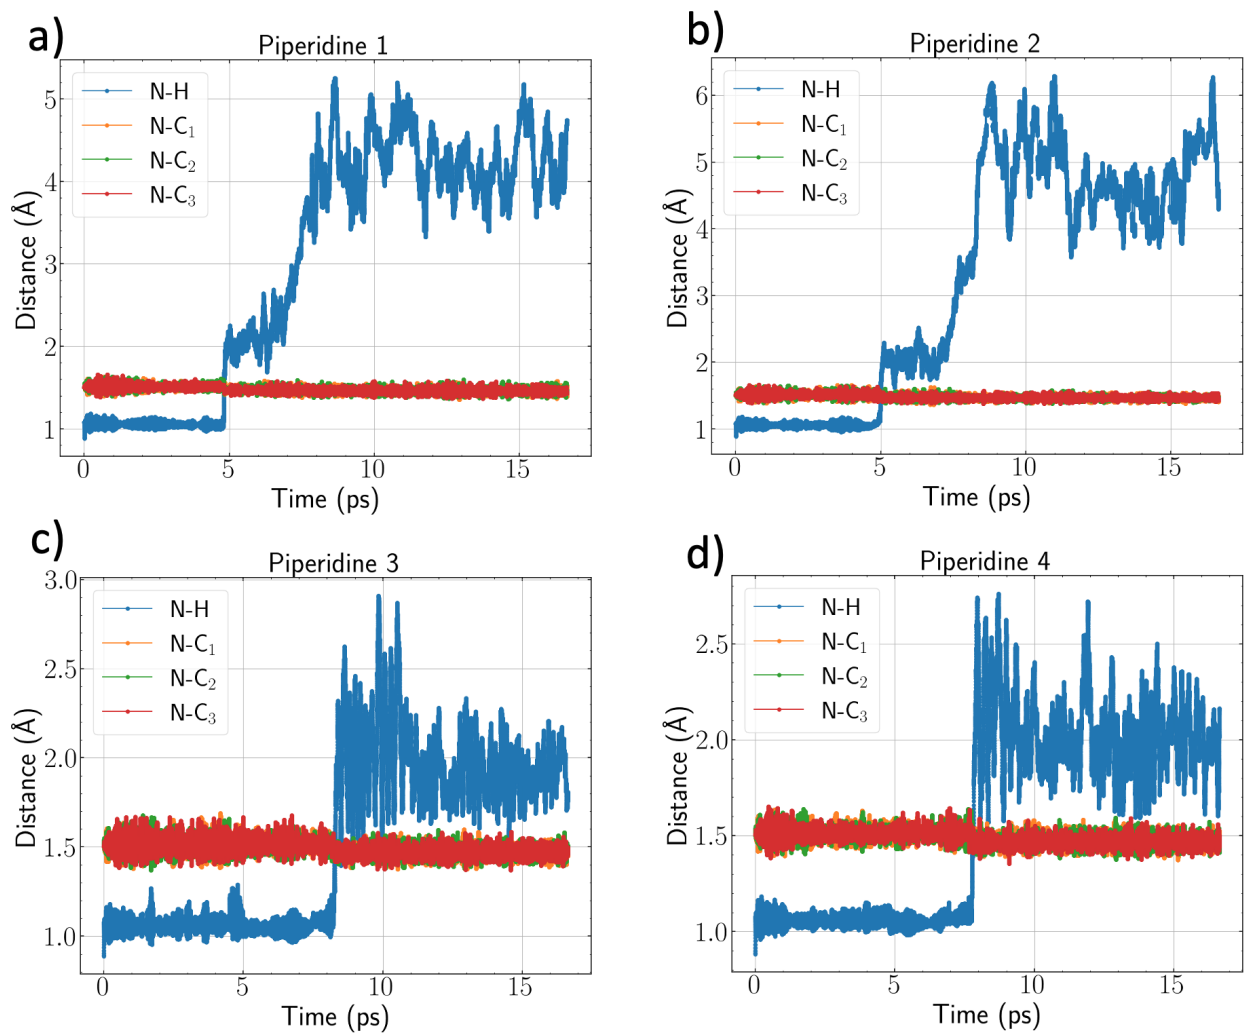 a)
Piperidine 1
N-H
N-C₁
N-C₂
N-C₃
Distance (Å)
5
4
3
2
1
0 5 10 15
Time (ps)
b)
Piperidine 2
N-H
N-C₁
N-C₂
N-C₃
Distance (Å)
6
5
4
3
2
1
0 5 10 15
Time (ps)
c)
Piperidine 3
N-H
N-C₁
N-C₂
N-C₃
Distance (Å)
3.0
2.5
2.0
1.5
1.0
0 5 10 15
Time (ps)
d)
Piperidine 4
N-H
N-C₁
N-C₂
N-C₃
Distance (Å)
2.5
2.0
1.5
1.0
0 5 10 15
Time (ps)